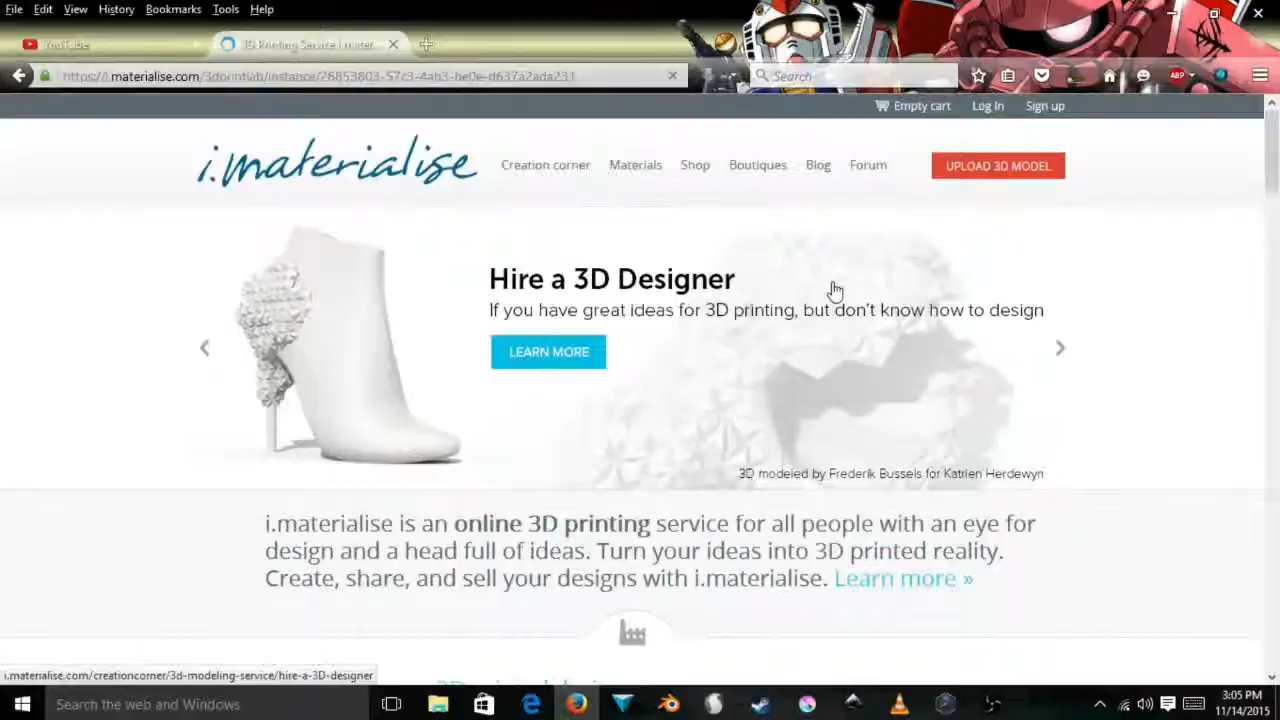 File Edit View History Bookmarks Tools Help
YouTube
3D Printing Service i.mater...
https://i.materialise.com/3dprintlab/instance/26853803-57c3-4ab3-be0e-d637a2ada231
Search
ABP
Empty cart Log In Sign up
i.materialise
Creation corner Materials Shop Boutiques Blog Forum
UPLOAD 3D MODEL
Hire a 3D Designer
If you have great ideas for 3D printing, but don't know how to design
LEARN MORE
3D modeled by Frederik Bussels for Katrien Herdewyn
i.materialise is an online 3D printing service for all people with an eye for
design and a head full of ideas. Turn your ideas into 3D printed reality.
Create, share, and sell your designs with i.materialise. Learn more »
i.materialise.com/creationcorner/3d-modeling-service/hire-a-3D-designer
Search the web and Windows
3:05 PM
11/14/2015